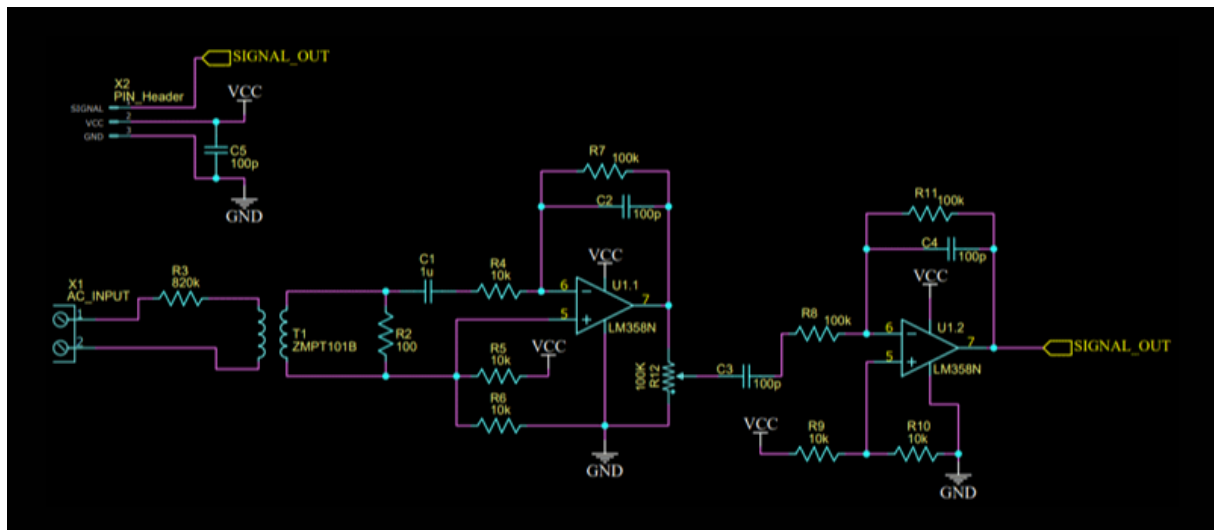 SIGNAL_OUT
X2
PIN_Header
VCC
SIGNAL 1
VCC 2
GND 3
C5
100p
GND
R7 100k
C2 100p
R11 100k
C4 100p
X1
AC_INPUT
1
2
R3
820k
T1
ZMPT101B
C1
1u
R4
10k
R2
100
VCC
6
5
7
U1.1
LM358N
R5
10k
VCC
R6
10k
GND
100K
R12
C3 100p
R8
100k
VCC
6
5
7
U1.2
LM358N
SIGNAL_OUT
VCC
R9
10k
R10
10k
GND